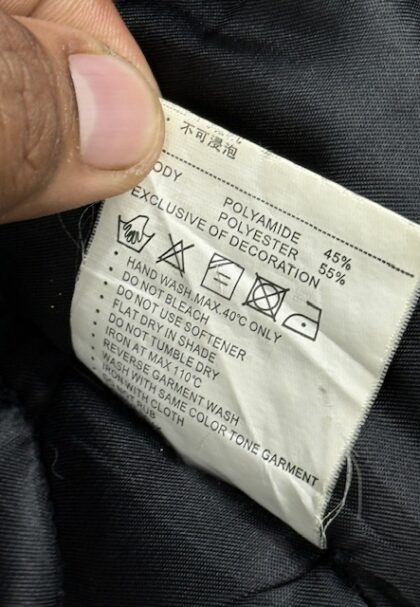 不可浸泡
POLYAMIDE 45%
POLYESTER 55%
EXCLUSIVE OF DECORATION
• HAND WASH.MAX.40°C ONLY
• DO NOT BLEACH
• DO NOT USE SOFTENER
• FLAT DRY IN SHADE
• DO NOT TUMBLE DRY
• IRON AT MAX 110°C
• REVERSE GARMENT WASH
• WASH WITH SAME COLOR TONE GARMENT
• IRON WITH CLOTH
RUB